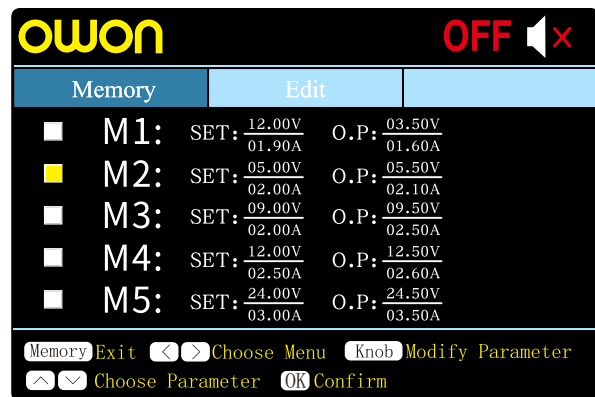 owon OFF
Memory Edit
M1: SET: 12.00V 01.90A O.P: 03.50V 01.60A
M2: SET: 05.00V 02.00A O.P: 05.50V 02.10A
M3: SET: 09.00V 02.00A O.P: 09.50V 02.50A
M4: SET: 12.00V 02.50A O.P: 12.50V 02.60A
M5: SET: 24.00V 03.00A O.P: 24.50V 03.50A
Memory Exit < > Choose Menu Knob Modify Parameter
Choose Parameter OK Confirm